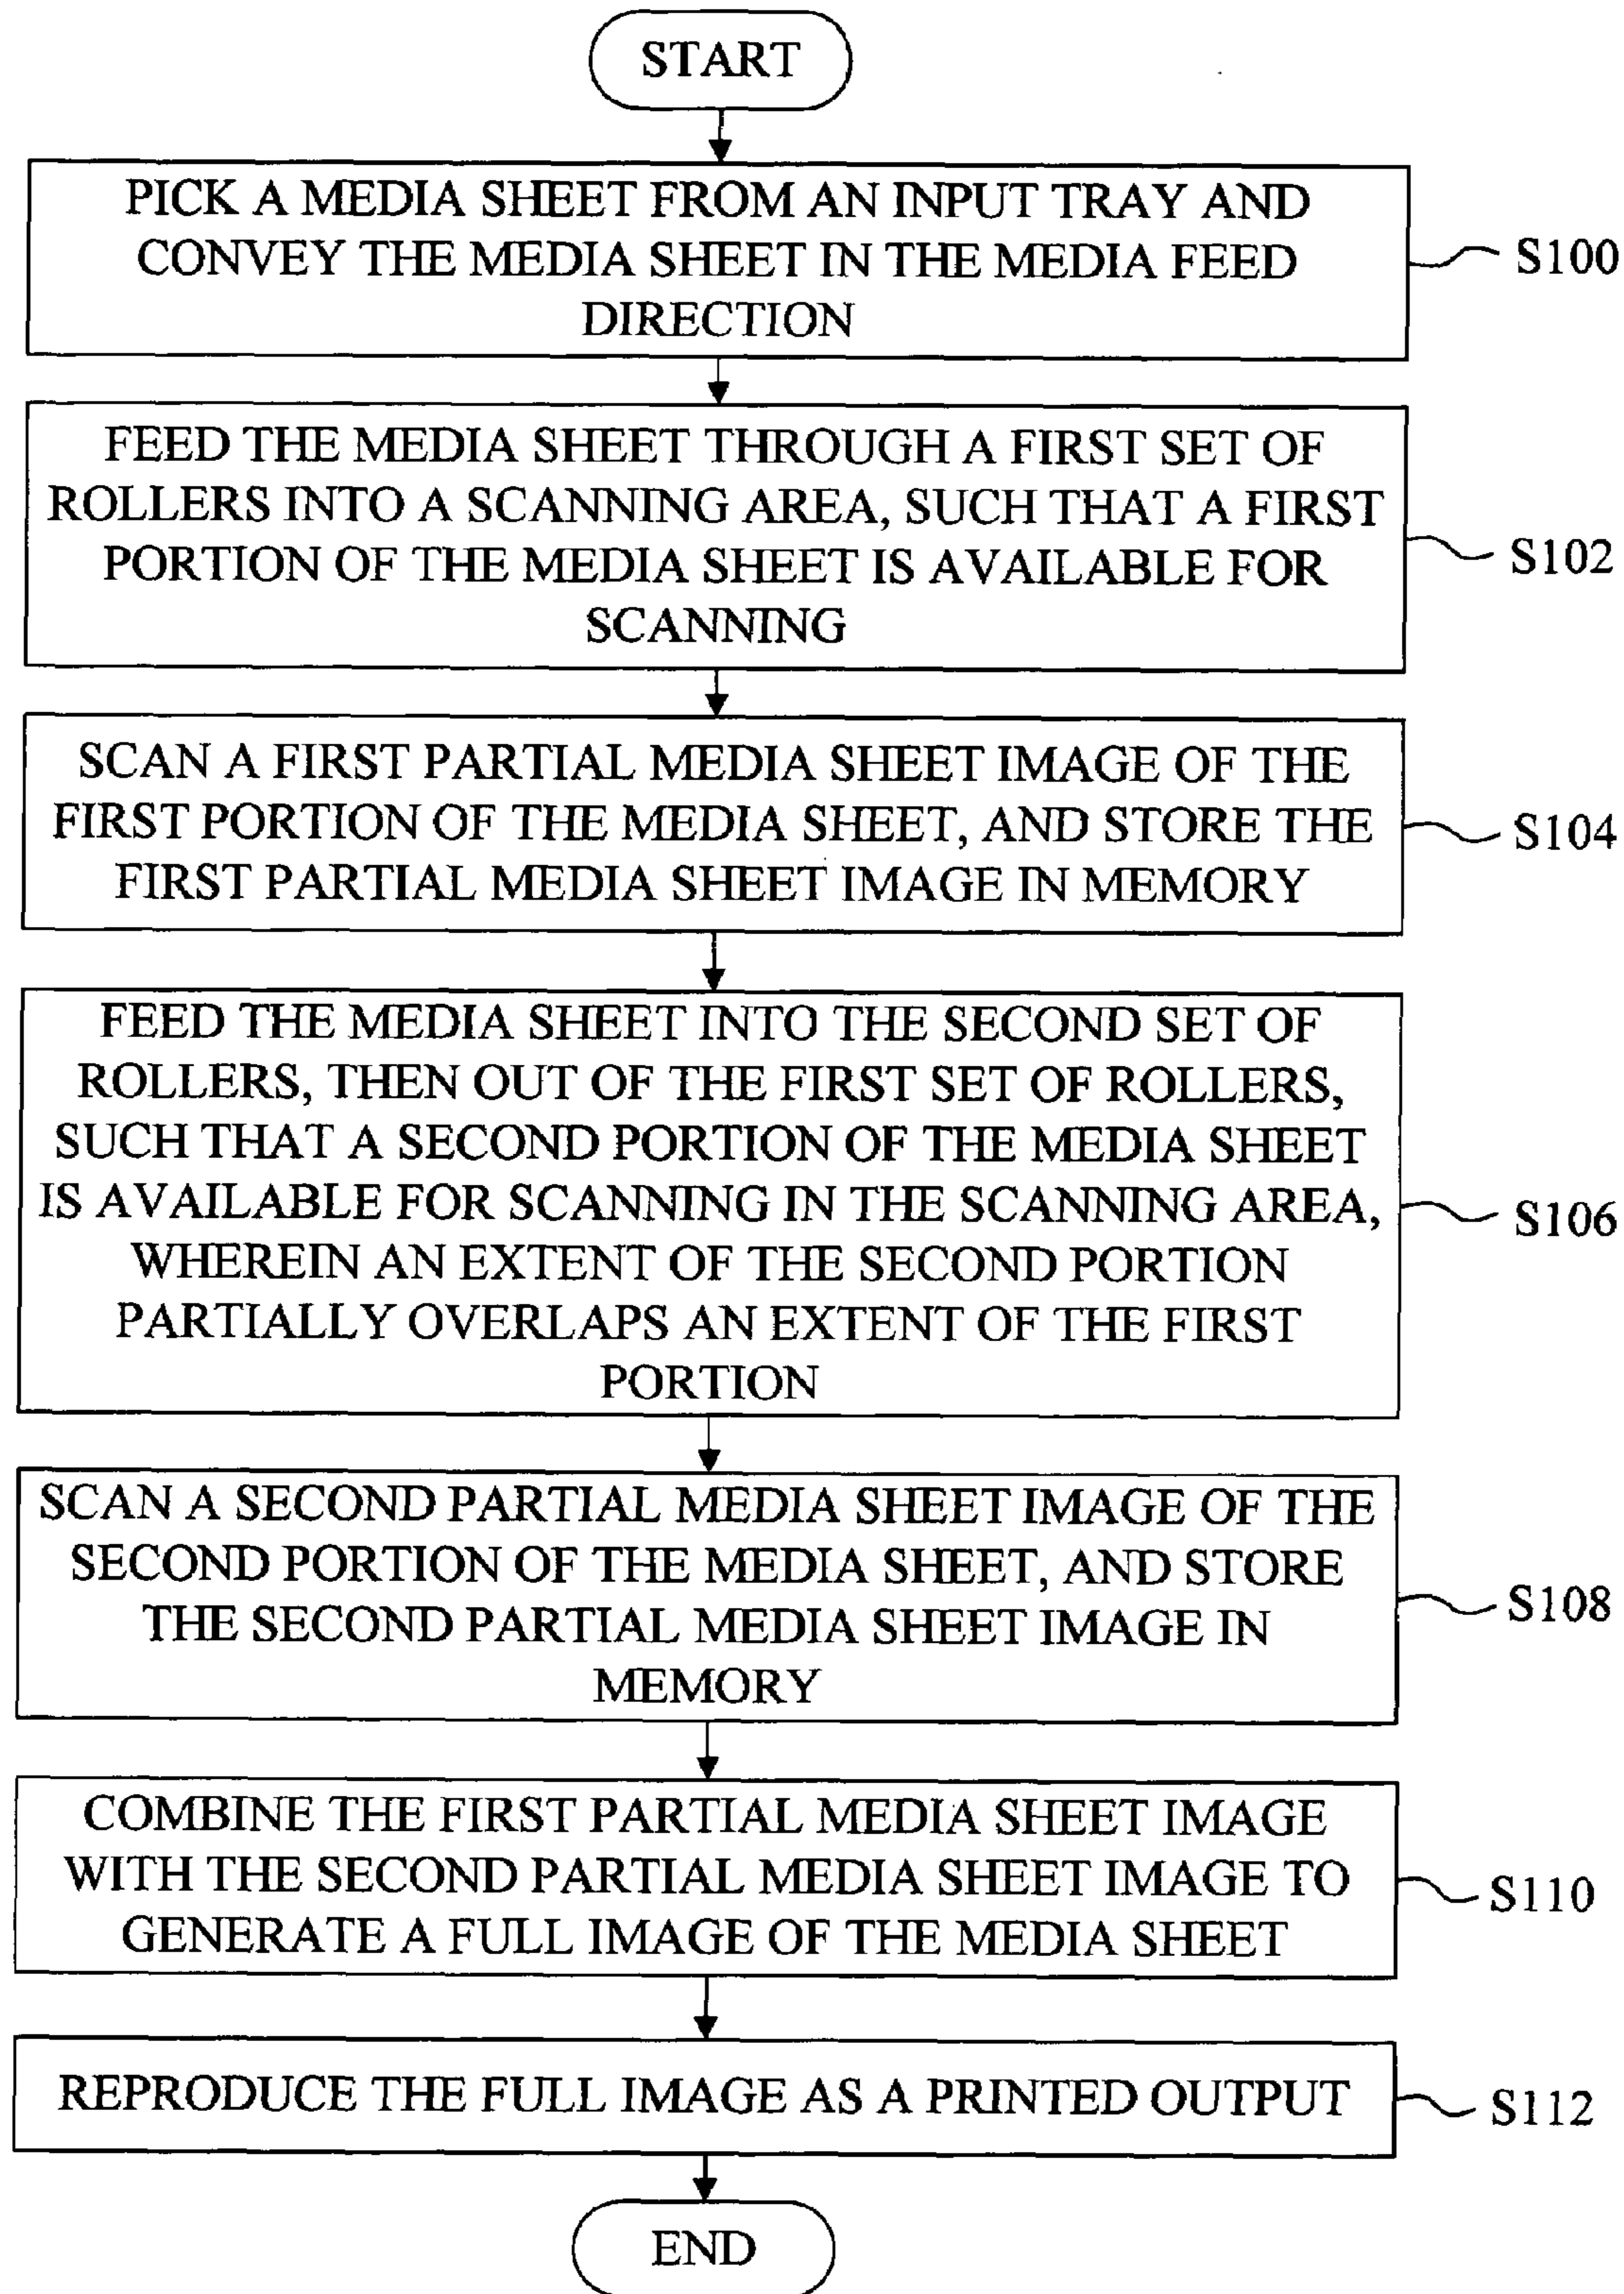 START
PICK A MEDIA SHEET FROM AN INPUT TRAY AND
CONVEY THE MEDIA SHEET IN THE MEDIA FEED
DIRECTION
S100
FEED THE MEDIA SHEET THROUGH A FIRST SET OF
ROLLERS INTO A SCANNING AREA, SUCH THAT A FIRST
PORTION OF THE MEDIA SHEET IS AVAILABLE FOR
SCANNING
S102
SCAN A FIRST PARTIAL MEDIA SHEET IMAGE OF THE
FIRST PORTION OF THE MEDIA SHEET, AND STORE THE
FIRST PARTIAL MEDIA SHEET IMAGE IN MEMORY
S104
FEED THE MEDIA SHEET INTO THE SECOND SET OF
ROLLERS, THEN OUT OF THE FIRST SET OF ROLLERS,
SUCH THAT A SECOND PORTION OF THE MEDIA SHEET
IS AVAILABLE FOR SCANNING IN THE SCANNING AREA,
WHEREIN AN EXTENT OF THE SECOND PORTION
PARTIALLY OVERLAPS AN EXTENT OF THE FIRST
PORTION
S106
SCAN A SECOND PARTIAL MEDIA SHEET IMAGE OF THE
SECOND PORTION OF THE MEDIA SHEET, AND STORE
THE SECOND PARTIAL MEDIA SHEET IMAGE IN
MEMORY
S108
COMBINE THE FIRST PARTIAL MEDIA SHEET IMAGE
WITH THE SECOND PARTIAL MEDIA SHEET IMAGE TO
GENERATE A FULL IMAGE OF THE MEDIA SHEET
S110
REPRODUCE THE FULL IMAGE AS A PRINTED OUTPUT
S112
END